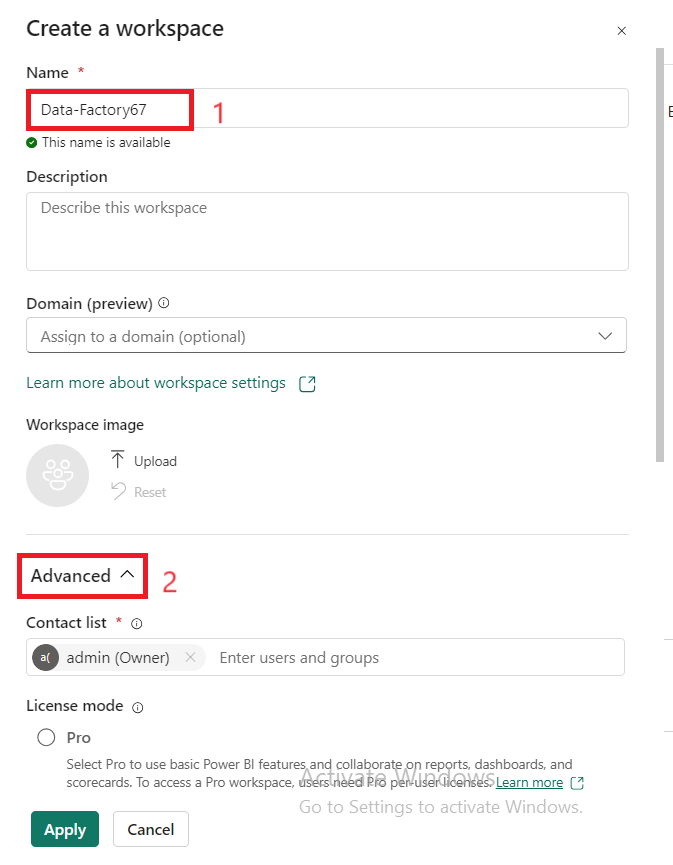 Create a workspace
Name *
Data-Factory67
1
This name is available
Description
Describe this workspace
Domain (preview)
Assign to a domain (optional)
Learn more about workspace settings
Workspace image
Upload
Reset
Advanced
2
Contact list *
a( admin (Owner) Enter users and groups
License mode
Pro
Select Pro to use basic Power BI features and collaborate on reports, dashboards, and
scorecards. To access a Pro workspace, users need Pro per-user licenses. Learn more
Activate Windows
Go to Settings to activate Windows.
Apply Cancel